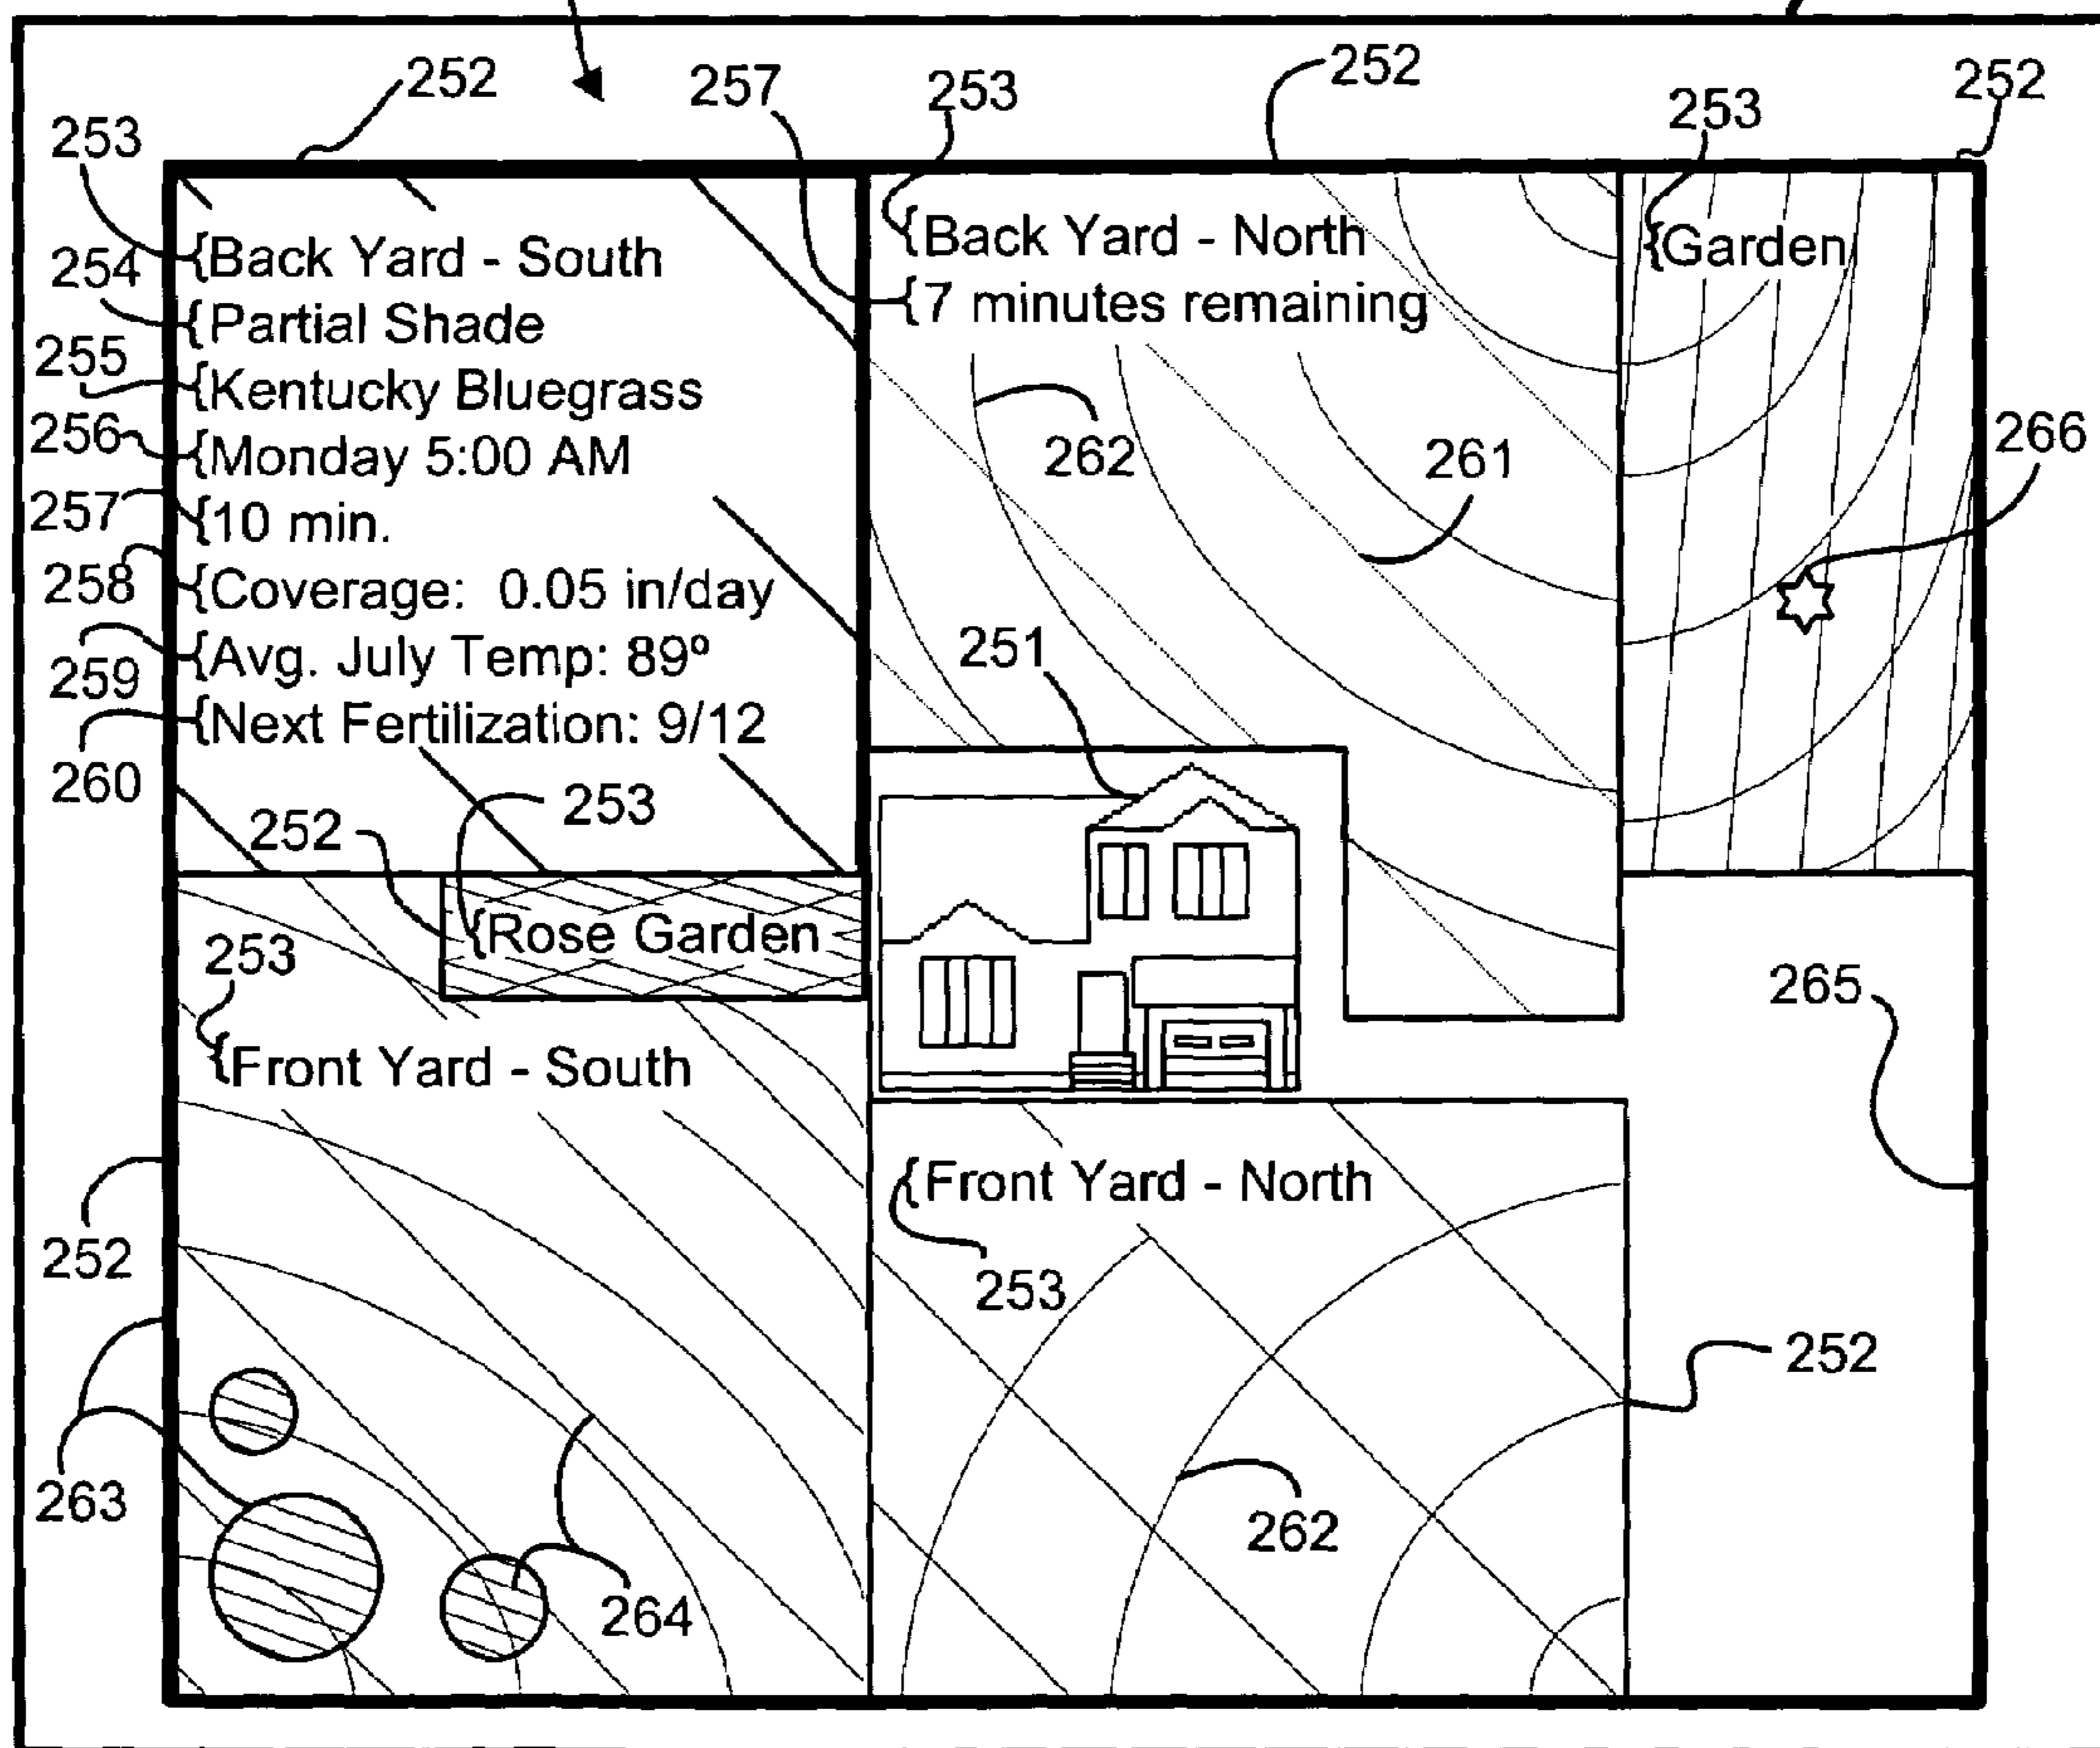 252
257
253
252
253
252
253
{Back Yard - South
254
{Partial Shade
255
{Kentucky Bluegrass
256
{Monday 5:00 AM
257
{10 min.
258
{Coverage: 0.05 in/day
259
{Avg. July Temp: 89º
260
{Next Fertilization: 9/12
{Back Yard - North
{7 minutes remaining
{Garden
262
261
266
251
252
253
{Rose Garden
253
{Front Yard - South
265
{Front Yard - North
253
252
252
263
264
262